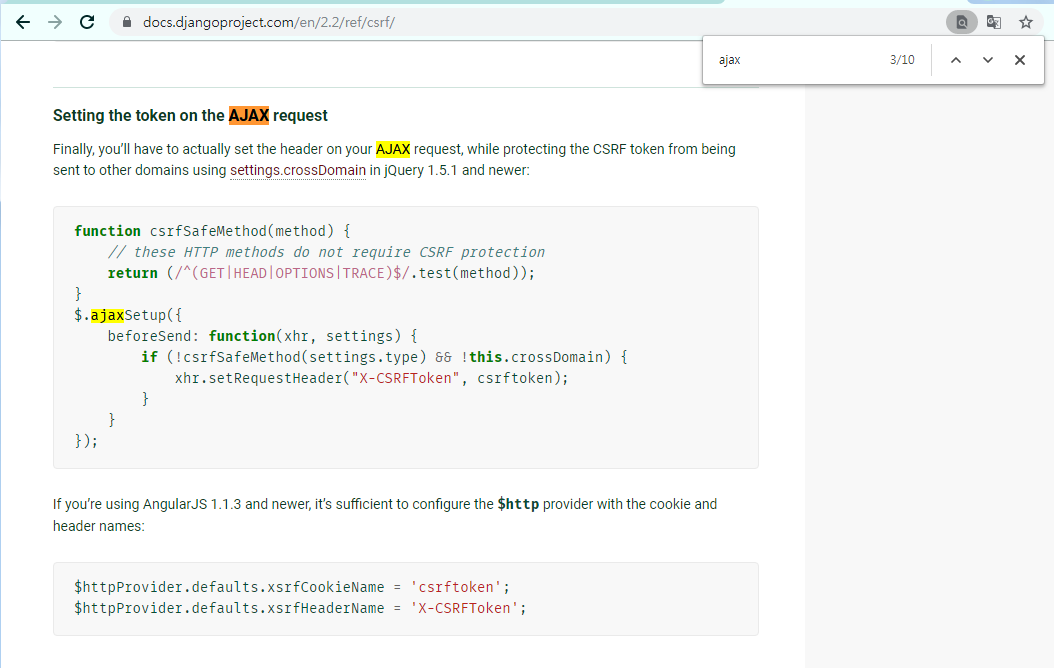 docs.djangoproject.com/en/2.2/ref/csrf/
ajax
3/10
Setting the token on the AJAX request
Finally, you’ll have to actually set the header on your AJAX request, while protecting the CSRF token from being
sent to other domains using settings.crossDomain in jQuery 1.5.1 and newer:
function csrfSafeMethod(method) {
    // these HTTP methods do not require CSRF protection
    return (/^(GET|HEAD|OPTIONS|TRACE)$/.test(method));
}
$.ajaxSetup({
    beforeSend: function(xhr, settings) {
        if (!csrfSafeMethod(settings.type) && !this.crossDomain) {
            xhr.setRequestHeader("X-CSRFToken", csrftoken);
        }
    }
});
If you’re using AngularJS 1.1.3 and newer, it’s sufficient to configure the $http provider with the cookie and
header names:
$httpProvider.defaults.xsrfCookieName = 'csrftoken';
$httpProvider.defaults.xsrfHeaderName = 'X-CSRFToken';